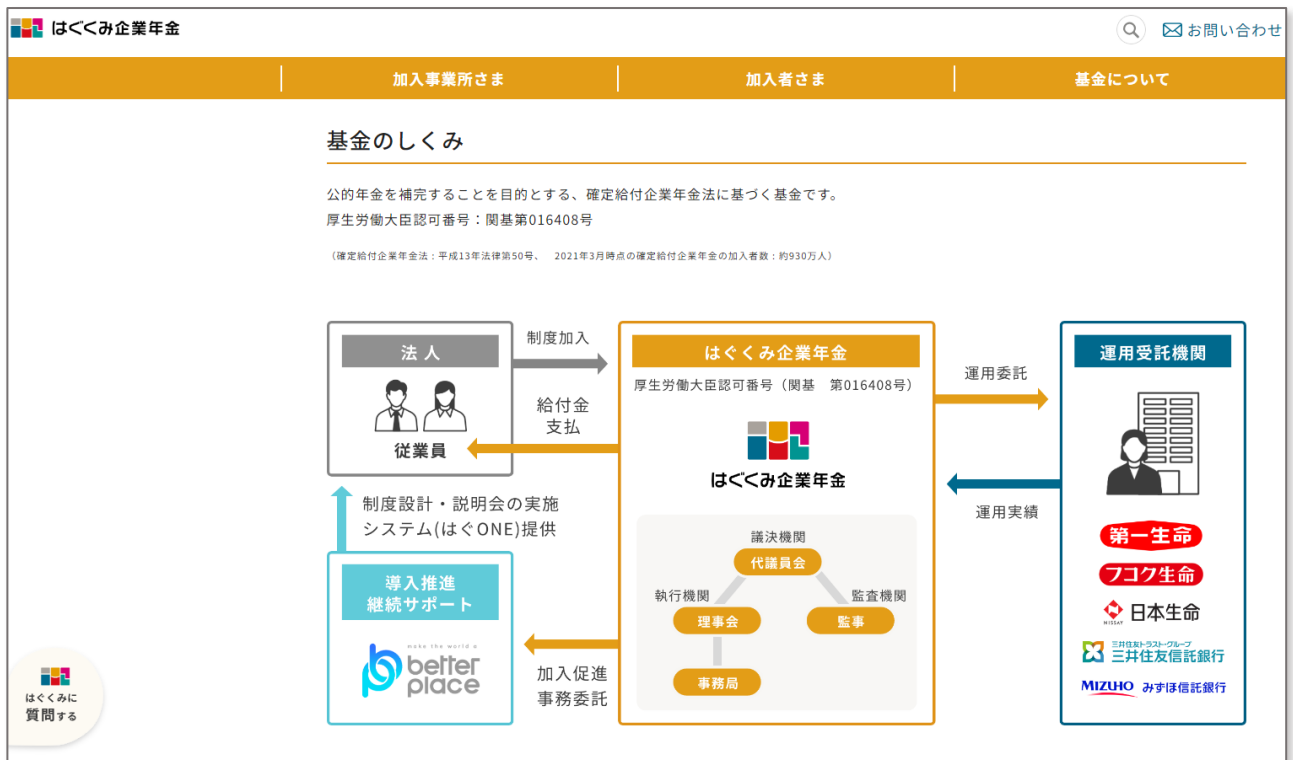 はぐくみ企業年金
お問い合わせ
加入事業所さま
加入者さま
基金について
基金のしくみ
公的年金を補完することを目的とする、確定給付企業年金法に基づく基金です。
厚生労働大臣認可番号：関基第016408号
（確定給付企業年金法：平成13年法律第50号、　2021年3月時点の確定給付企業年金の加入者数：約930万人）
法人
従業員
制度加入
給付金
支払
制度設計・説明会の実施
システム(はぐONE)提供
導入推進
継続サポート
make the world a
better
place
加入促進
事務委託
はぐくみ企業年金
厚生労働大臣認可番号（関基　第016408号）
はぐくみ企業年金
議決機関
代議員会
執行機関
理事会
監査機関
監事
事務局
運用委託
運用実績
運用受託機関
第一生命
フコク生命
NISSAY 日本生命
三井住友トラスト・グループ
三井住友信託銀行
MIZUHO みずほ信託銀行
はぐくみに
質問する